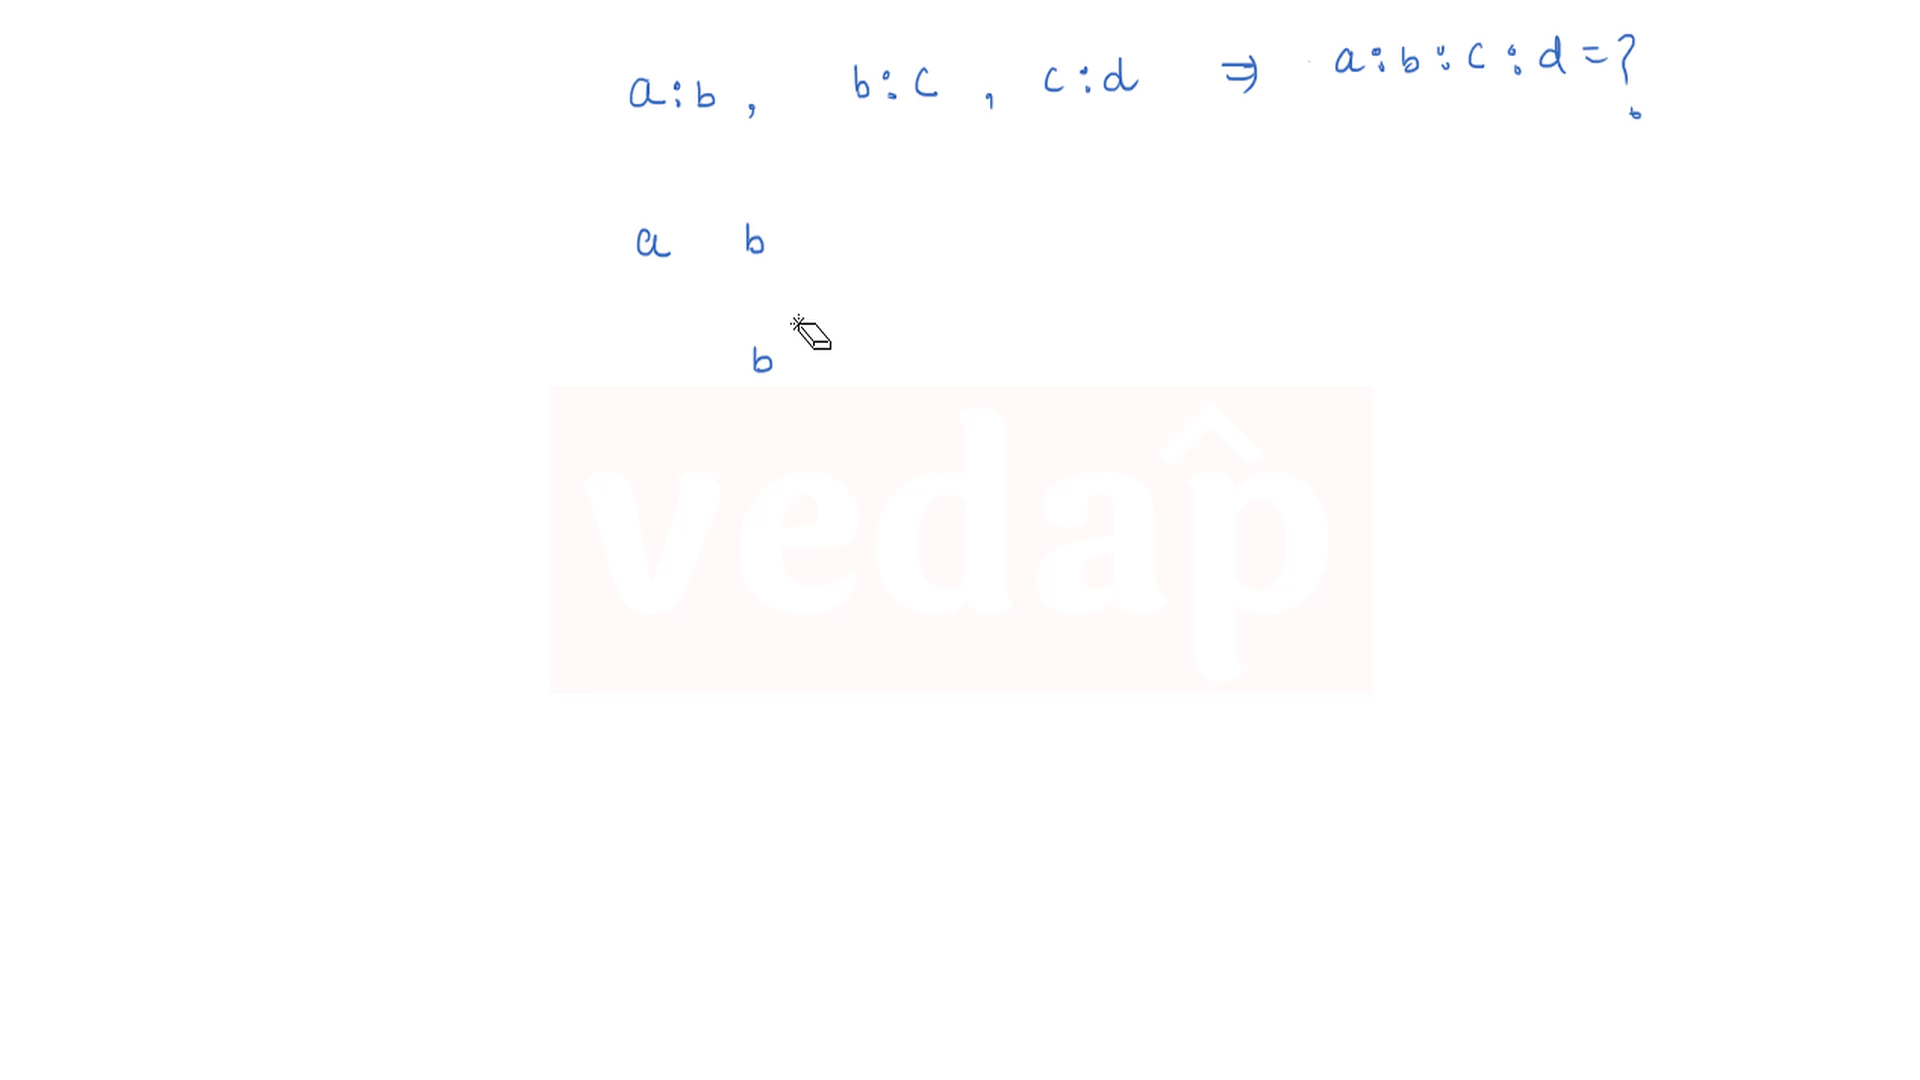 a:b, b:c, c:d ⇒ a:b:c:d=?
a b
b
vedap̂